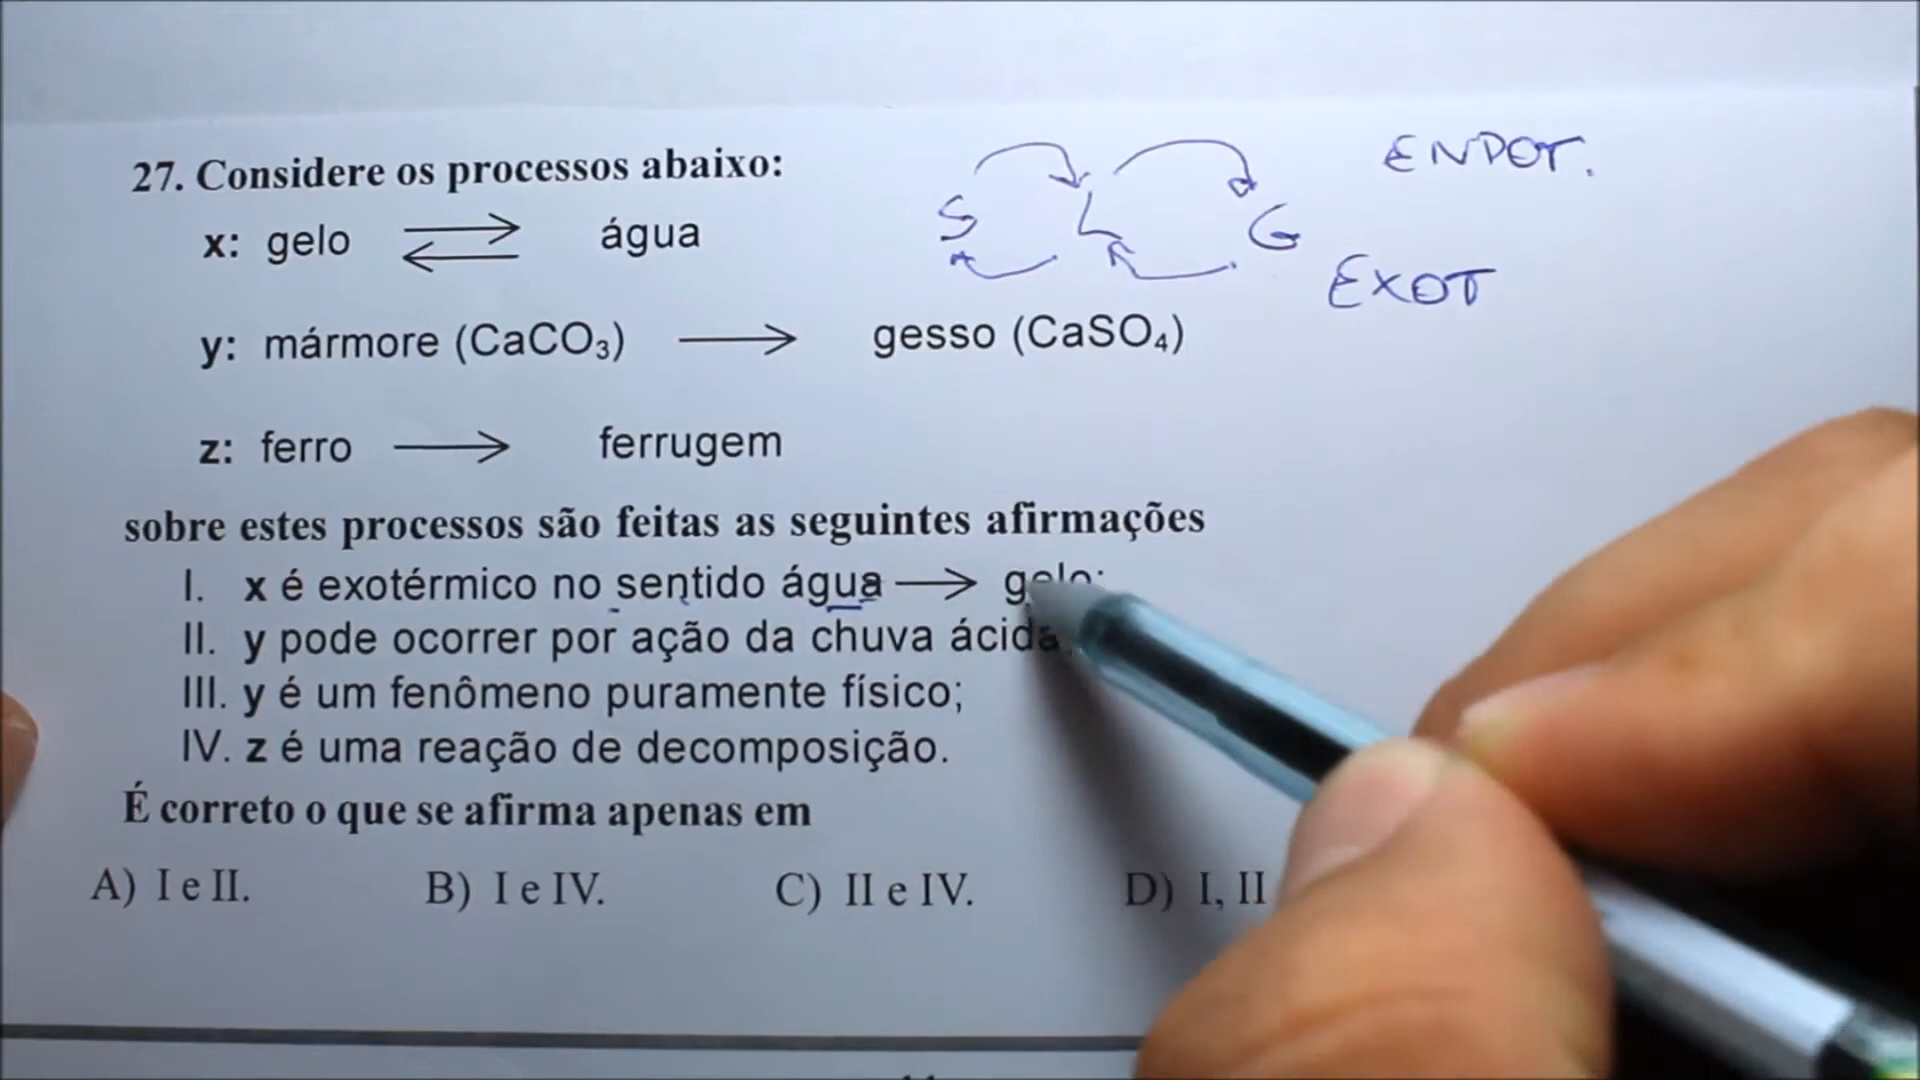 27. Considere os processos abaixo:
ENDOT.
x: gelo ⇌ água
S L G
EXOT
y: mármore (CaCO₃) → gesso (CaSO₄)
z: ferro → ferrugem
sobre estes processos são feitas as seguintes afirmações
I. x é exotérmico no sentido água → gelo;
II. y pode ocorrer por ação da chuva ácida
III. y é um fenômeno puramente físico;
IV. z é uma reação de decomposição.
É correto o que se afirma apenas em
A) I e II. B) I e IV. C) II e IV. D) I, II